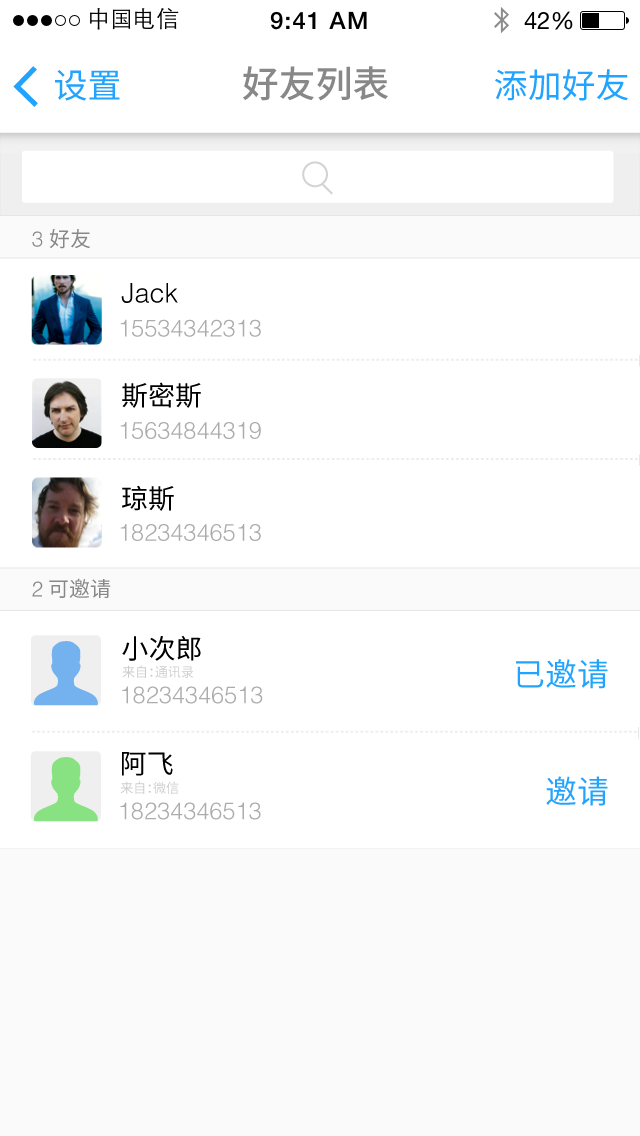 中国电信 9:41 AM 42%
设置 好友列表 添加好友
3 好友
Jack
15534342313
斯密斯
15634844319
琼斯
18234346513
2 可邀请
小次郎
来自:通讯录
18234346513
已邀请
阿飞
来自:微信
18234346513
邀请